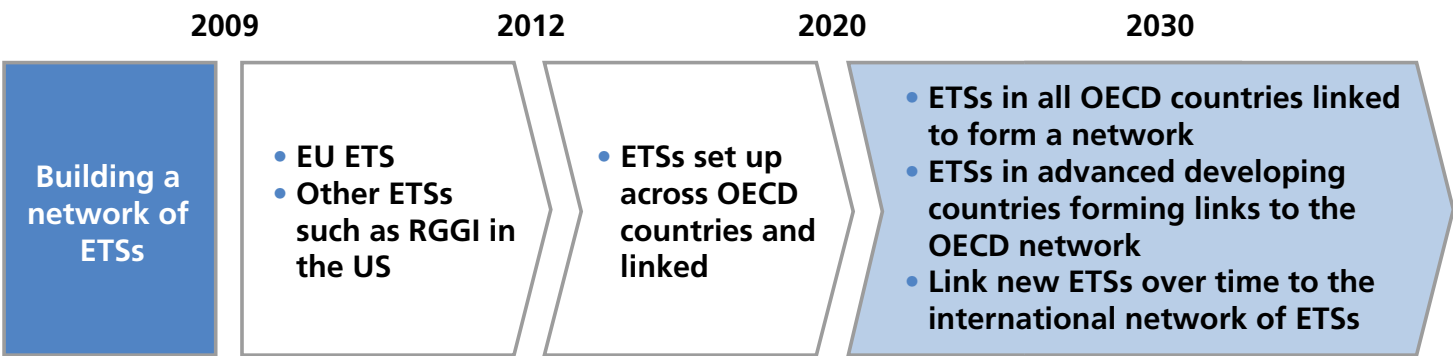 2009 2012 2020 2030
Building a
network of
ETSs
• EU ETS
• Other ETSs
such as RGGI in
the US
• ETSs set up
across OECD
countries and
linked
• ETSs in all OECD countries linked
to form a network
• ETSs in advanced developing
countries forming links to the
OECD network
• Link new ETSs over time to the
international network of ETSs